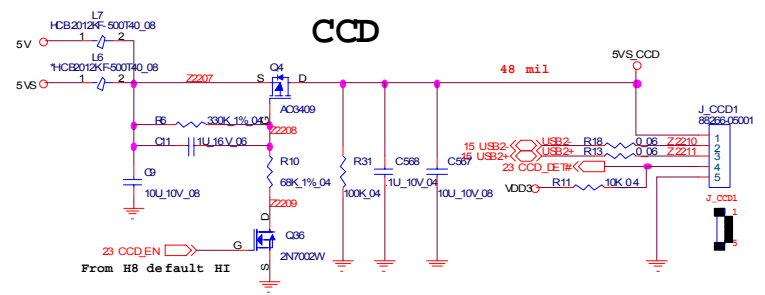 CCD
L7
HCB2012KF-500T40_08
5V 1 2
L6
*HCB2012KF-500T40_08
5VS 1 2
Z2207
S Q4 D
AO3409
G
48 mil
5VS_CCD
R6 330K_1%_04
Z2208
C11 .1U_16V_06
C9
10U_10V_08
R10
68K_1%_04
Z2209
R31
100K_04
C568
.1U_10V_04
C567
10U_10V_08
J_CCD1
88266-05001
15 USB2- USB2- R18 0_06 Z2210
15 USB2+ USB2+ R13 0_06 Z2211
23 CCD_DET#
VDD3 R11 10K_04
1
2
3
4
5
J_CCD1
1
5
D
Q36
23 CCD_EN G
2N7002W
S
From H8 default HI